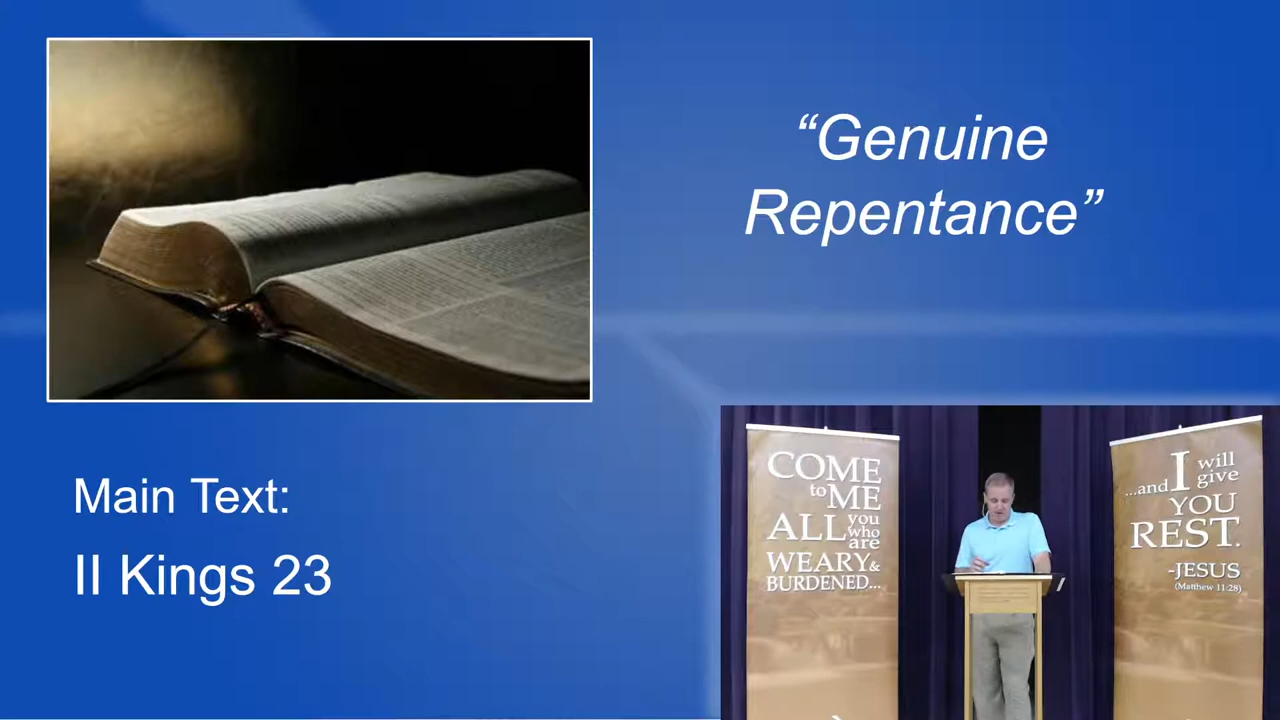 “Genuine
Repentance”
Main Text:
II Kings 23
COME
to ME
ALL you who are
WEARY &
BURDENED...
...and I will give
YOU
REST.
-JESUS
(Matthew 11:28)